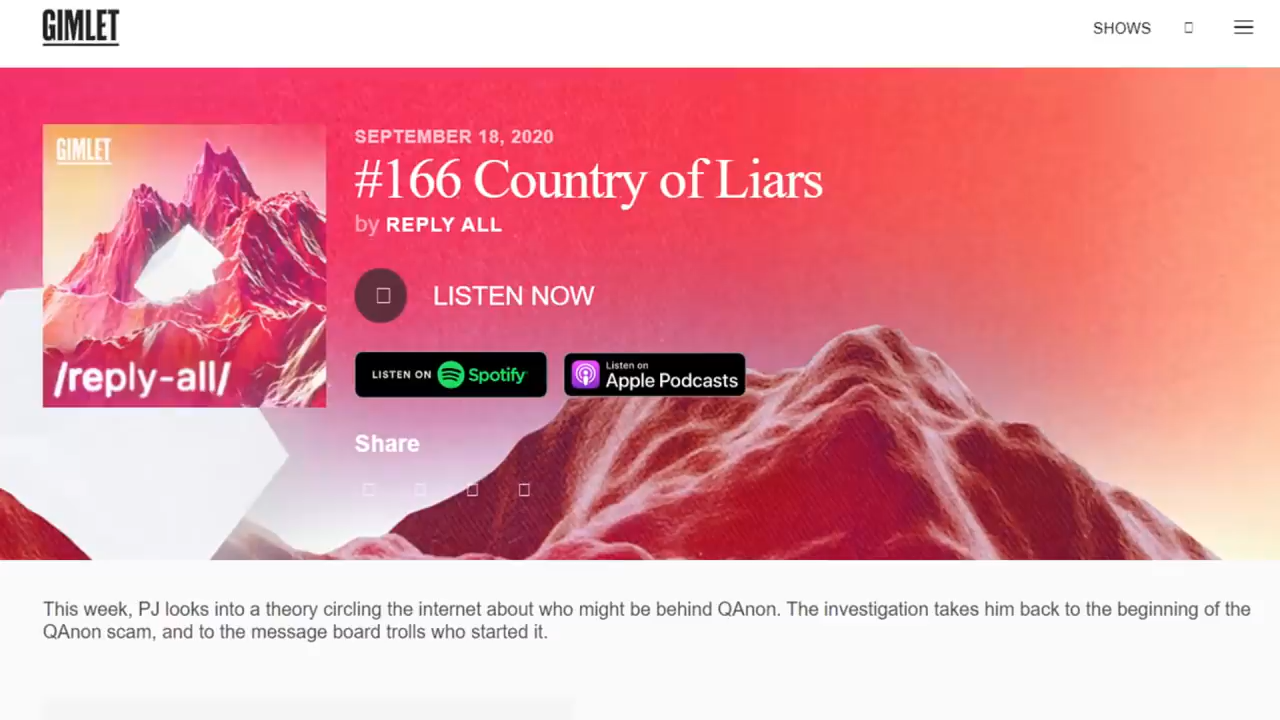 GIMLET
SHOWS
GIMLET
/reply-all/
SEPTEMBER 18, 2020
#166 Country of Liars
by REPLY ALL
LISTEN NOW
LISTEN ON Spotify
Listen on
Apple Podcasts
Share
This week, PJ looks into a theory circling the internet about who might be behind QAnon. The investigation takes him back to the beginning of the
QAnon scam, and to the message board trolls who started it.